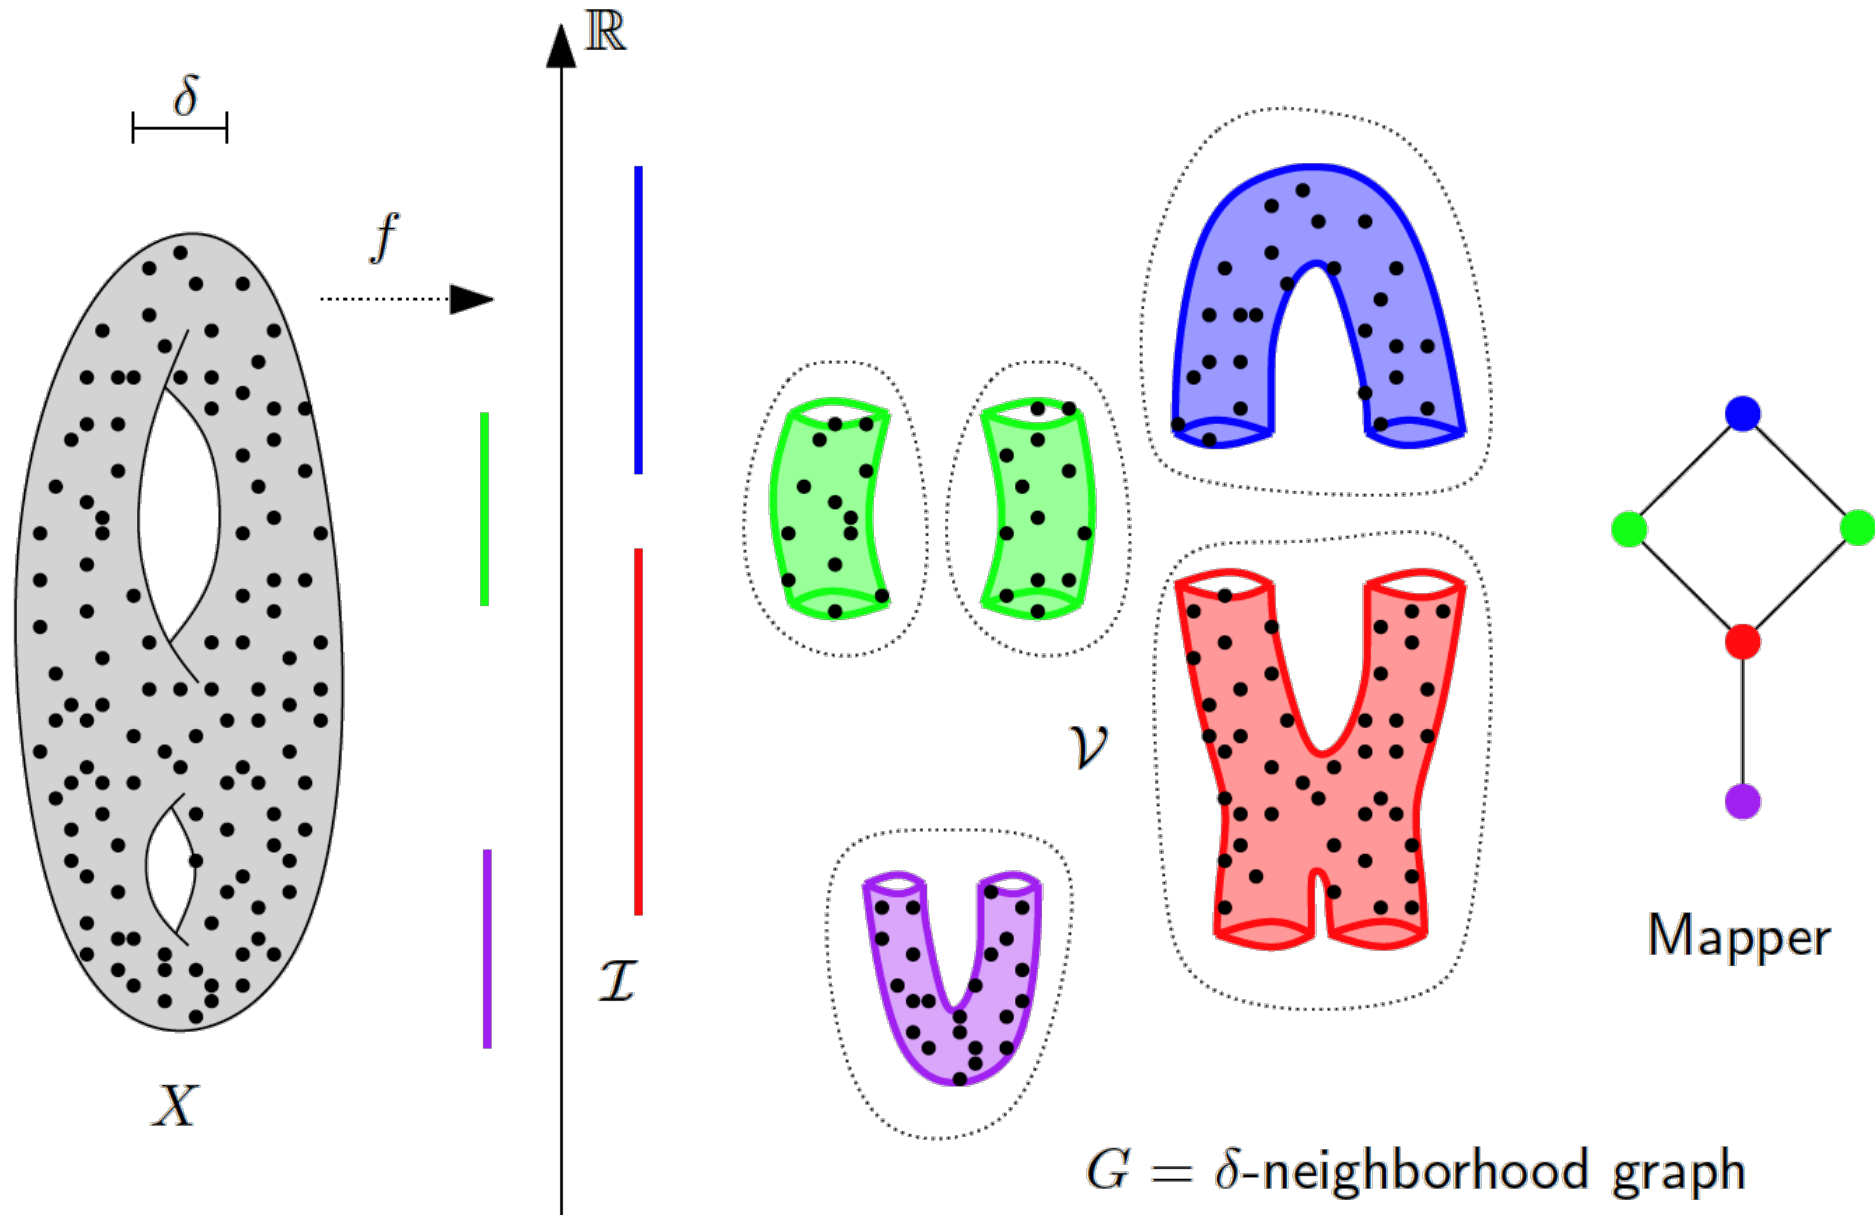 ℝ
δ
f
𝒱
ℐ
Mapper
X
G = δ-neighborhood graph